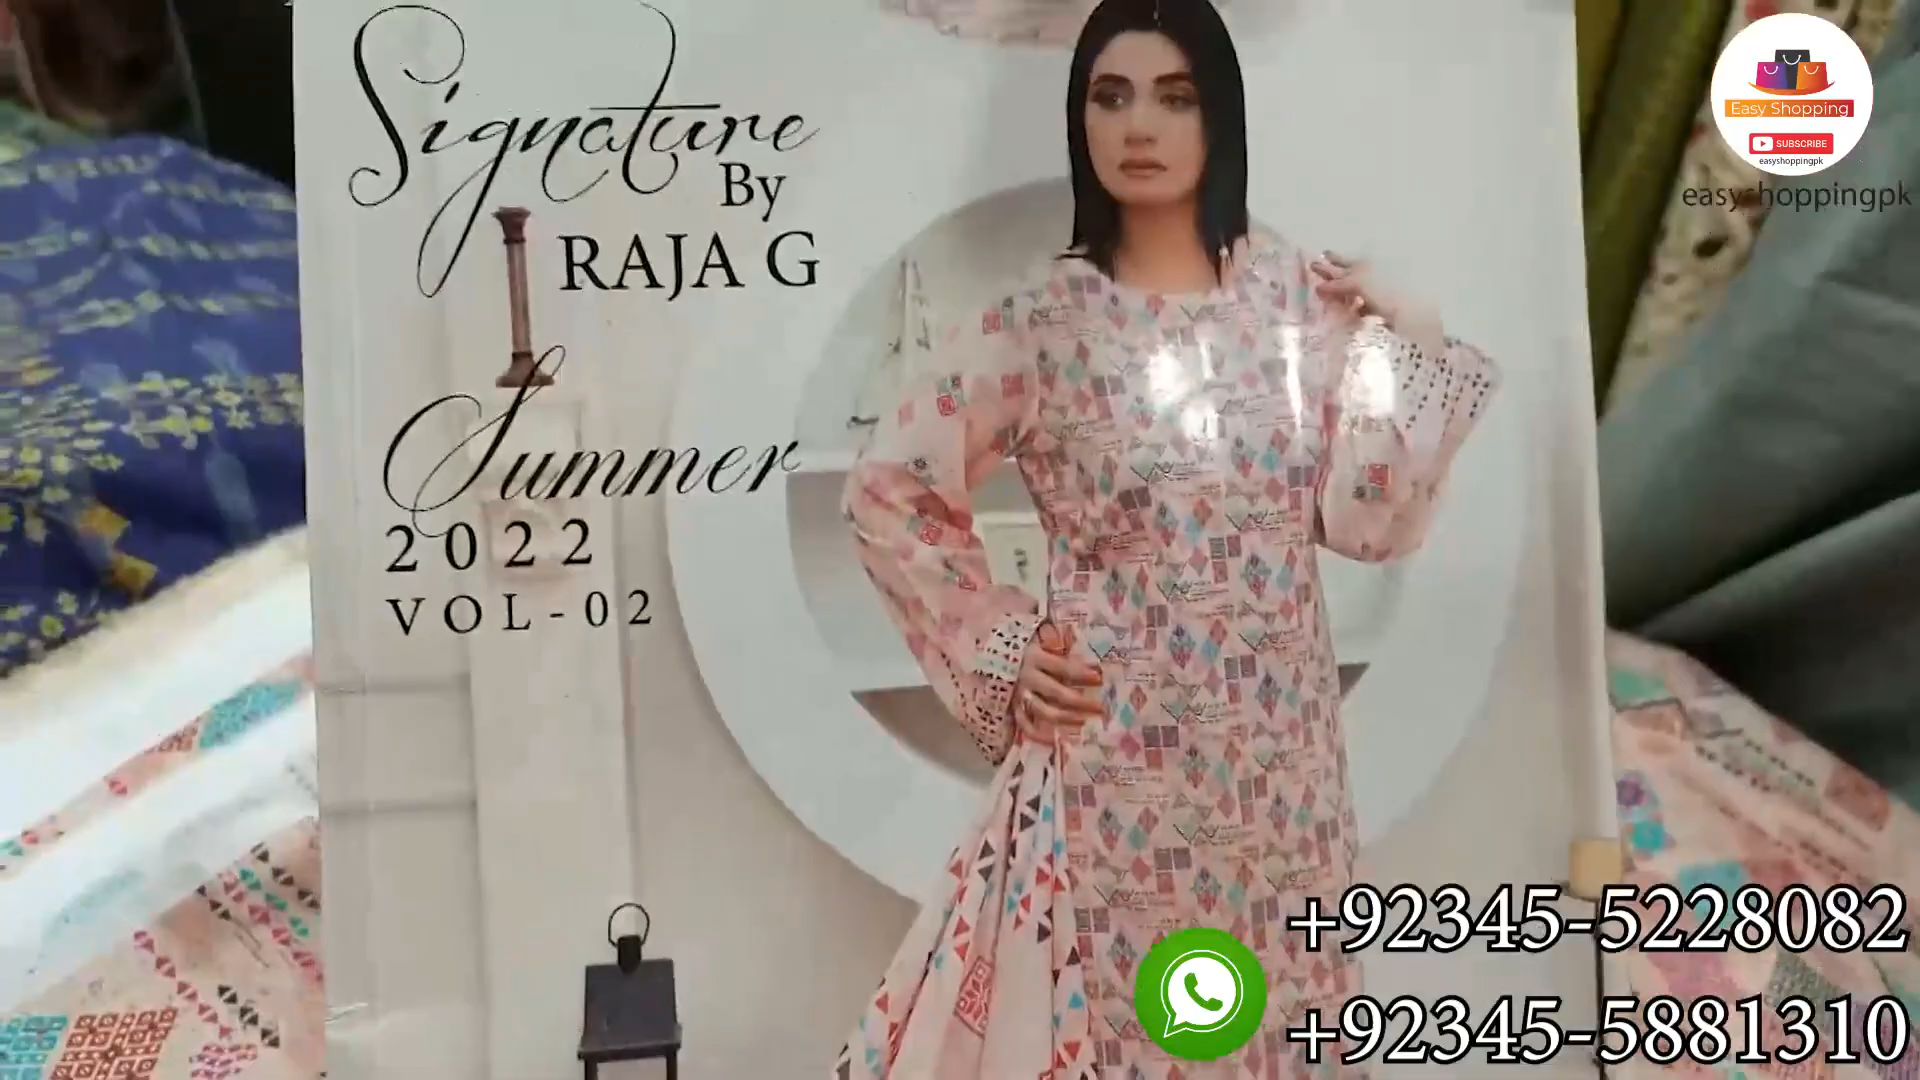 Signature
By
RAJA G
Summer
2022
VOL-02
Easy Shopping
SUBSCRIBE
easyshoppingpk
easyshoppingpk
+92345-5228082
+92345-5881310